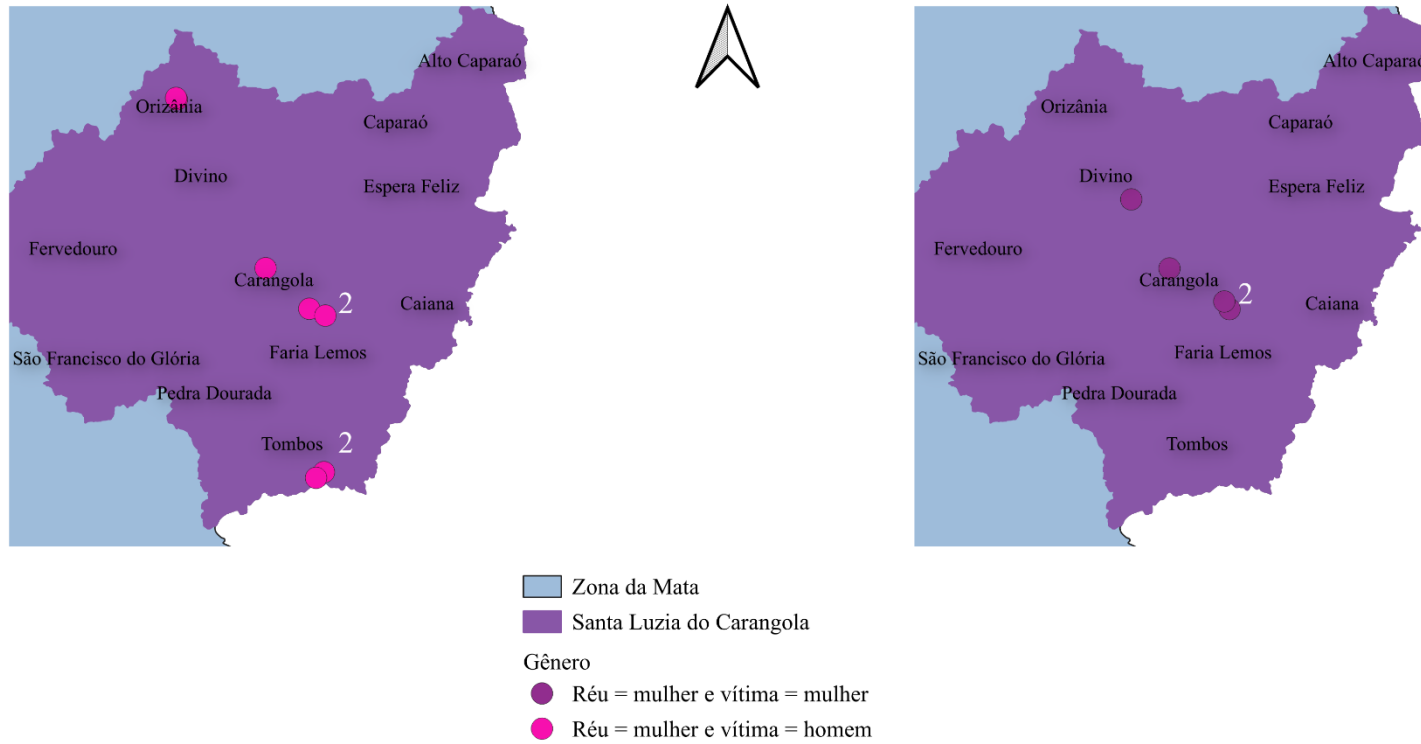 Alto Caparaó
Orizânia
Caparaó
Divino
Espera Feliz
Fervedouro
Carangola
2
Caiana
São Francisco do Glória
Faria Lemos
Pedra Dourada
Tombos
2
Alto Caparaó
Orizânia
Caparaó
Divino
Espera Feliz
Fervedouro
Carangola
2
Caiana
São Francisco do Glória
Faria Lemos
Pedra Dourada
Tombos
Zona da Mata
Santa Luzia do Carangola
Gênero
Réu = mulher e vítima = mulher
Réu = mulher e vítima = homem